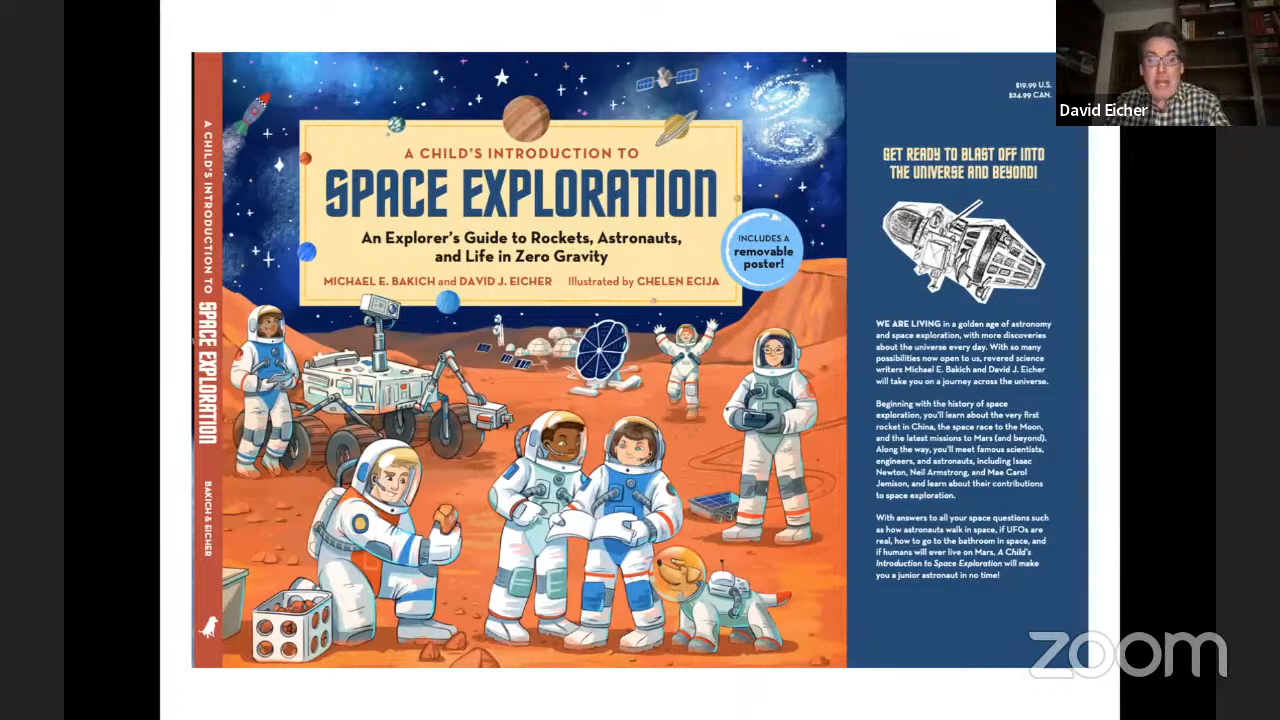 A CHILD'S INTRODUCTION TO
SPACE EXPLORATION
BAKICH & EICHER
A CHILD'S INTRODUCTION TO
SPACE EXPLORATION
An Explorer's Guide to Rockets, Astronauts,
and Life in Zero Gravity
MICHAEL E. BAKICH and DAVID J. EICHER Illustrated by CHELEN ECIJA
INCLUDES A
removable
poster!
$19.99 U.S.
$24.99 CAN.
GET READY TO BLAST OFF INTO
THE UNIVERSE AND BEYOND!
WE ARE LIVING in a golden age of astronomy
and space exploration, with more discoveries
about the universe every day. With so many
possibilities now open to us, revered science
writers Michael E. Bakich and David J. Eicher
will take you on a journey across the universe.
Beginning with the history of space
exploration, you'll learn about the very first
rocket in China, the space race to the Moon,
and the latest missions to Mars (and beyond).
Along the way, you'll meet famous scientists,
engineers, and astronauts, including Isaac
Newton, Neil Armstrong, and Mae Carol
Jemison, and learn about their contributions
to space exploration.
With answers to all your space questions such
as how astronauts walk in space, if UFOs are
real, how to go to the bathroom in space, and
if humans will ever live on Mars, A Child's
Introduction to Space Exploration will make
you a junior astronaut in no time!
David Eicher
zoom